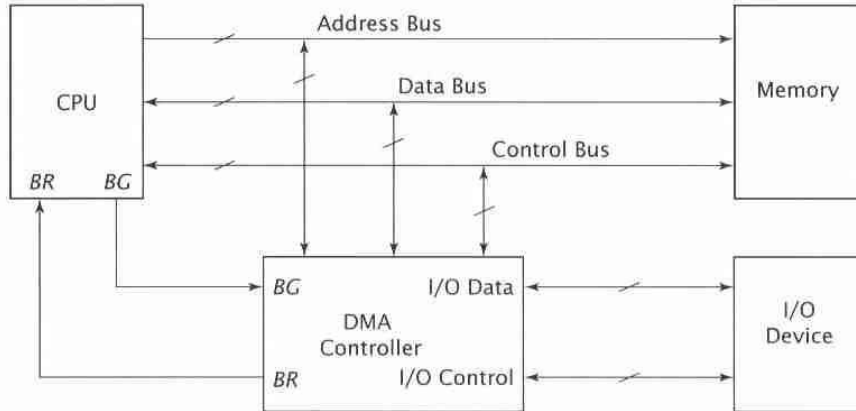 Address Bus
CPU
Data Bus
Memory
Control Bus
BR BG
BG I/O Data
DMA
Controller
BR I/O Control
I/O
Device